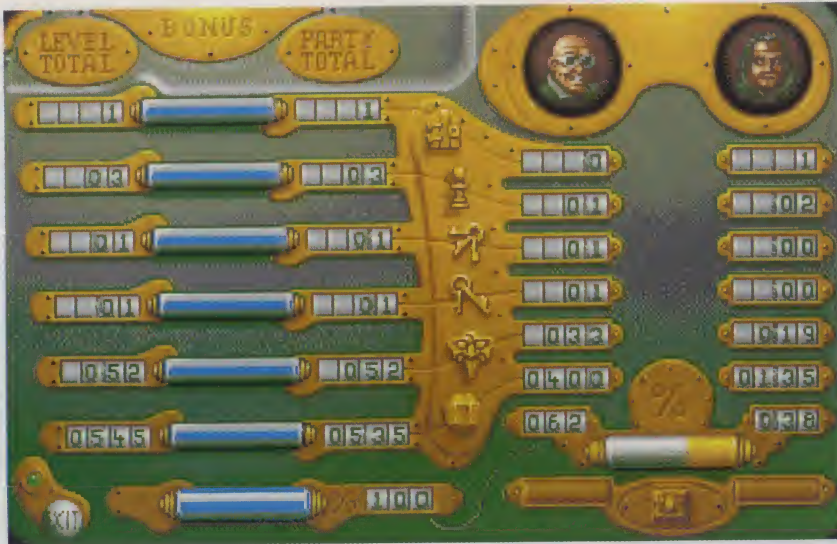 LEVEL TOTAL
BONUS
PARTY TOTAL
1 1 0 1
03 03 01 02
01 01 01 00
01 01 01 00
052 052 033 019
0545 0535 0400 0135
% 062 038
EXIT % 100